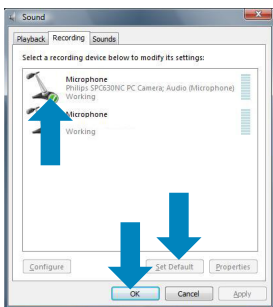 Sound
Playback Recording Sounds
Select a recording device below to modify its settings:
Microphone
Philips SPC630NC PC Camera; Audio (Microphone)
Working
Microphone
Working
Configure Set Default Properties
OK Cancel Apply